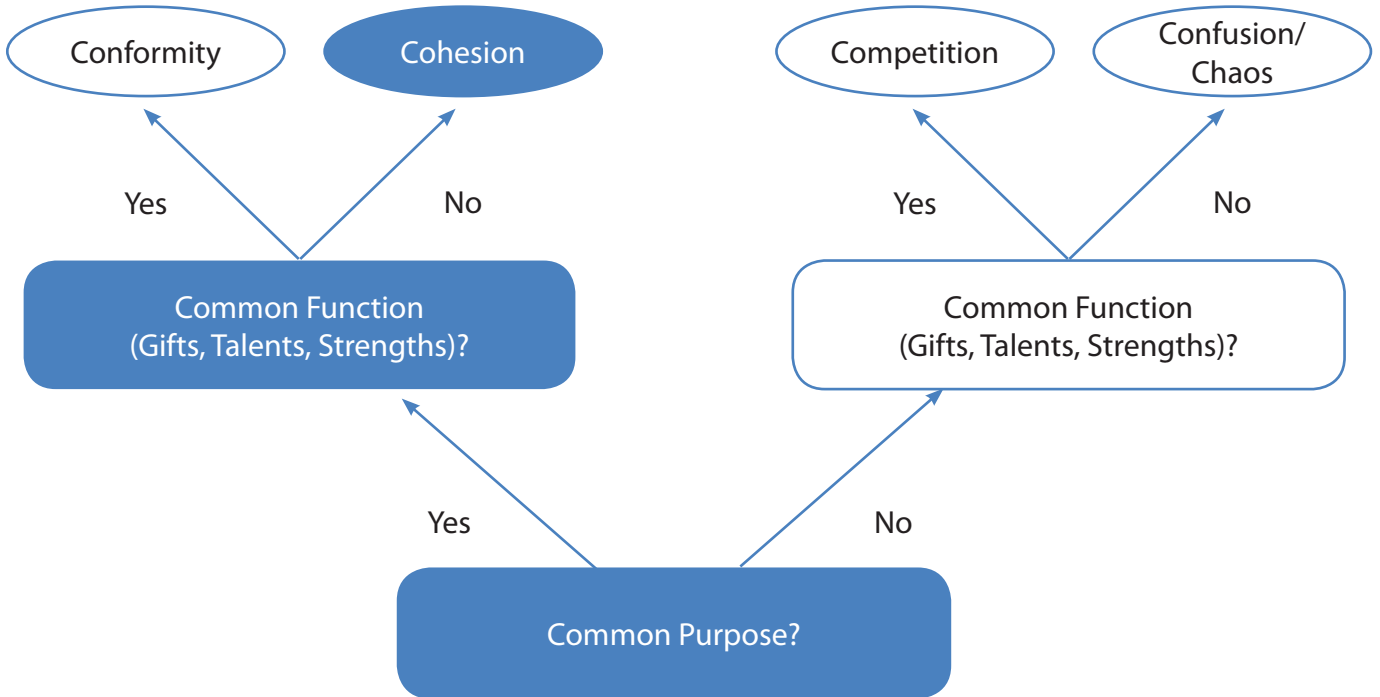 Conformity
Cohesion
Competition
Confusion/
Chaos
Yes
No
Yes
No
Common Function
(Gifts, Talents, Strengths)?
Common Function
(Gifts, Talents, Strengths)?
Yes
No
Common Purpose?